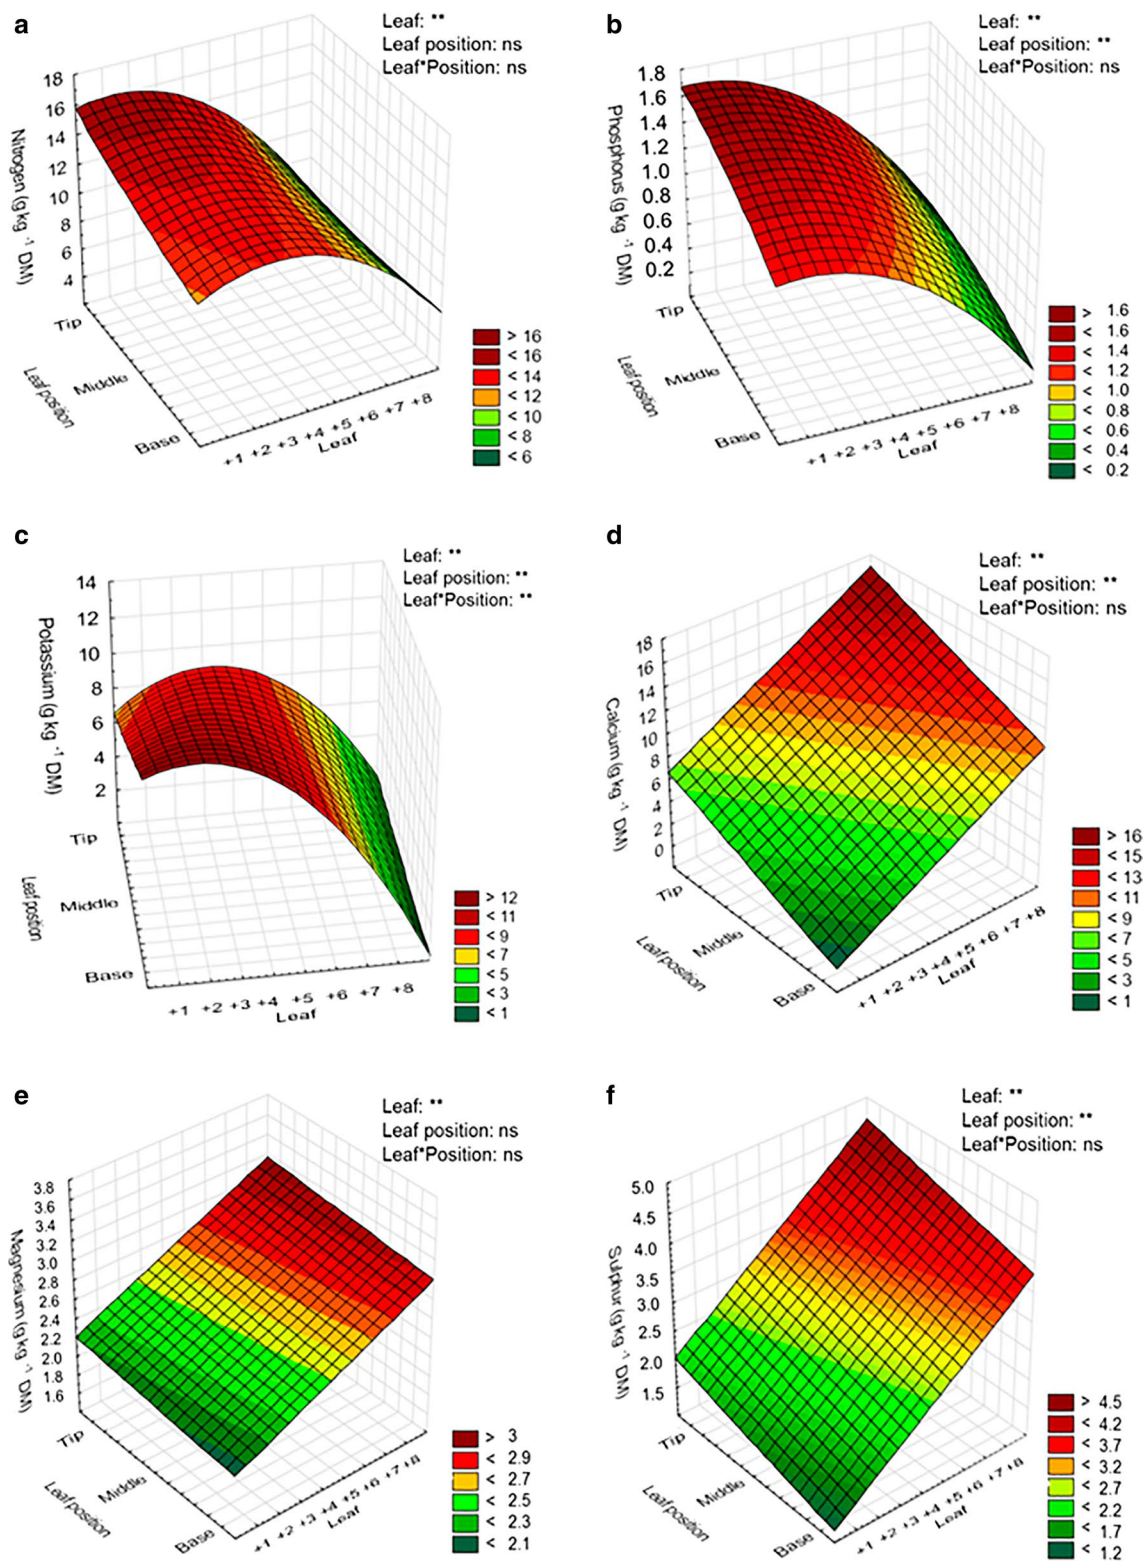 a
Leaf: **
Leaf position: ns
Leaf*Position: ns
18
16
14
12
10
8
6
4
Nitrogen (g kg -1 DM)
Tip
Middle
Base
Leaf position
+1 +2 +3 +4 +5 +6 +7 +8
Leaf
> 16
< 16
< 14
< 12
< 10
< 8
< 6
b
Leaf: **
Leaf position: **
Leaf*Position: ns
1.8
1.6
1.4
1.2
1.0
0.8
0.6
0.4
0.2
Phosphorus (g kg -1 DM)
Tip
Middle
Base
Leaf position
+1 +2 +3 +4 +5 +6 +7 +8
Leaf
> 1.6
< 1.6
< 1.4
< 1.2
< 1.0
< 0.8
< 0.6
< 0.4
< 0.2
c
Leaf: **
Leaf position: **
Leaf*Position: **
14
12
10
8
6
4
2
Potassium (g kg -1 DM)
Tip
Middle
Base
Leaf position
+1 +2 +3 +4 +5 +6 +7 +8
Leaf
> 12
< 11
< 9
< 7
< 5
< 3
< 1
d
Leaf: **
Leaf position: **
Leaf*Position: ns
18
16
14
12
10
8
6
4
2
0
Calcium (g kg -1 DM)
Tip
Middle
Base
Leaf position
+1 +2 +3 +4 +5 +6 +7 +8
Leaf
> 16
< 15
< 13
< 11
< 9
< 7
< 5
< 3
< 1
e
Leaf: **
Leaf position: ns
Leaf*Position: ns
3.8
3.6
3.4
3.2
3.0
2.8
2.6
2.4
2.2
2.0
1.8
1.6
Magnesium (g kg -1 DM)
Tip
Middle
Base
Leaf position
+1 +2 +3 +4 +5 +6 +7 +8
Leaf
> 3
< 2.9
< 2.7
< 2.5
< 2.3
< 2.1
f
Leaf: **
Leaf position: **
Leaf*Position: ns
5.0
4.5
4.0
3.5
3.0
2.5
2.0
1.5
Sulphur (g kg -1 DM)
Tip
Middle
Base
Leaf position
+1 +2 +3 +4 +5 +6 +7 +8
Leaf
> 4.5
< 4.2
< 3.7
< 3.2
< 2.7
< 2.2
< 1.7
< 1.2